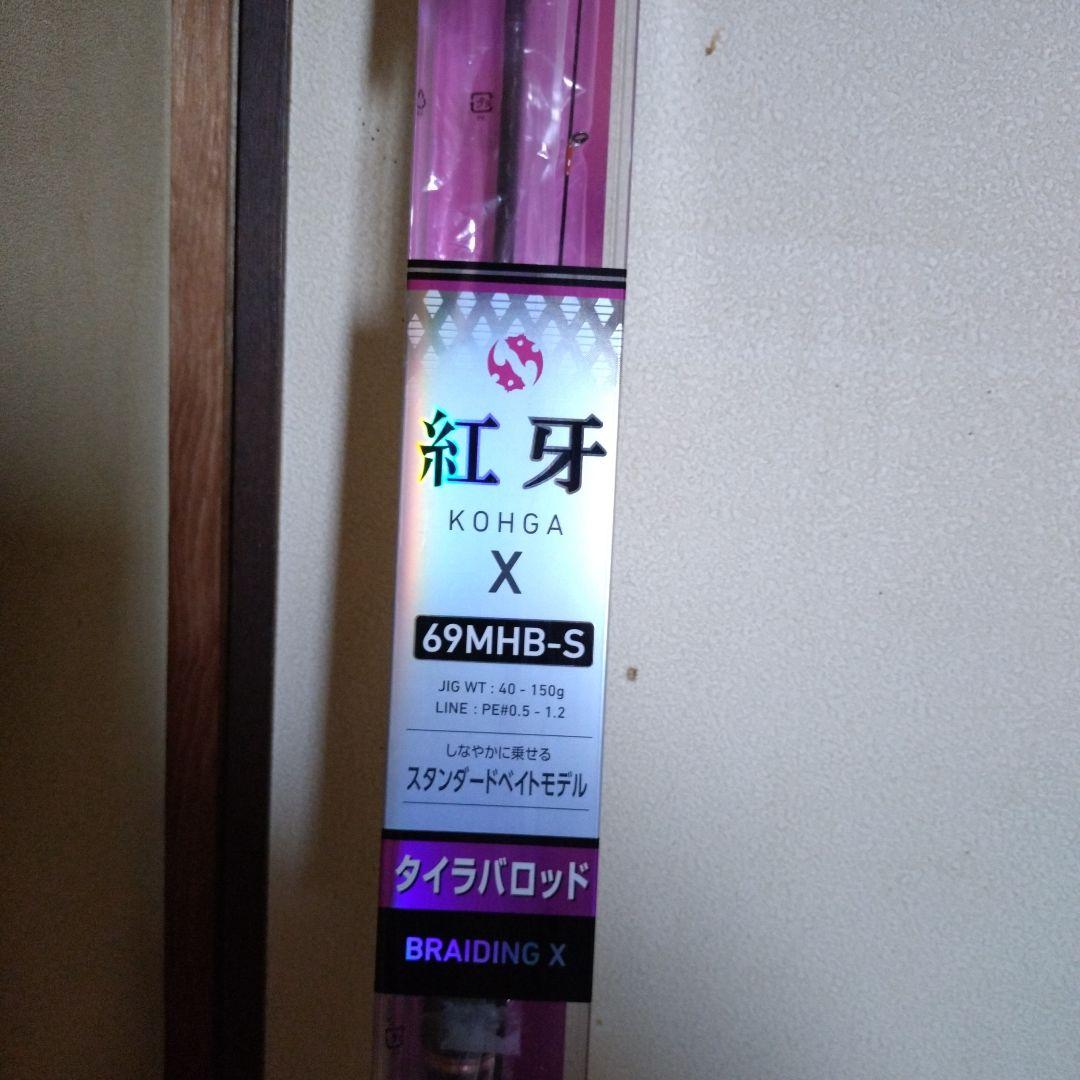 紅牙
KOHGA
X
69MHB-S
JIG WT : 40 - 150g
LINE : PE#0.5 - 1.2
しなやかに乗せる
スタンダードベイトモデル
タイラバロッド
BRAIDING X